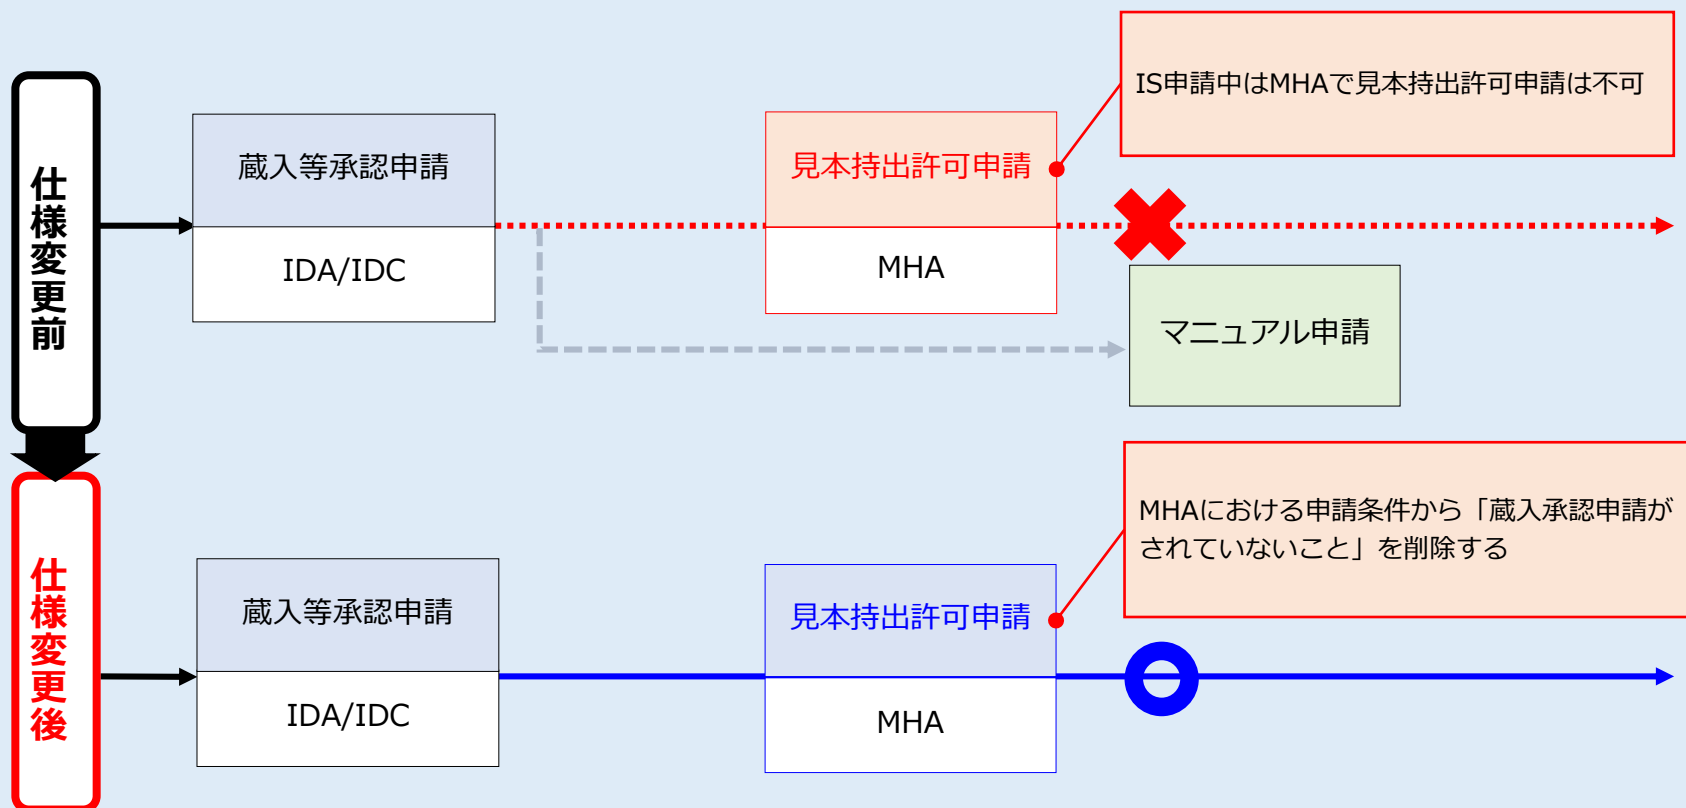 仕様変更前
蔵入等承認申請
IDA/IDC
見本持出許可申請
MHA
IS申請中はMHAで見本持出許可申請は不可
マニュアル申請
仕様変更後
蔵入等承認申請
IDA/IDC
見本持出許可申請
MHA
MHAにおける申請条件から「蔵入承認申請が
されていないこと」を削除する